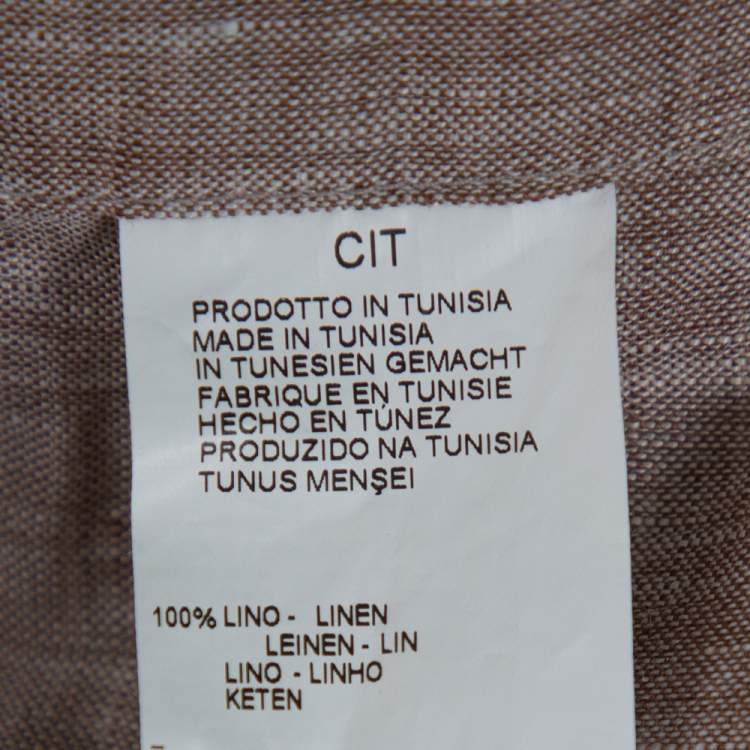 CIT
PRODOTTO IN TUNISIA
MADE IN TUNISIA
IN TUNESIEN GEMACHT
FABRIQUE EN TUNISIE
HECHO EN TÚNEZ
PRODUZIDO NA TUNISIA
TUNUS MENŞEI
100% LINO - LINEN
LEINEN - LIN
LINO - LINHO
KETEN